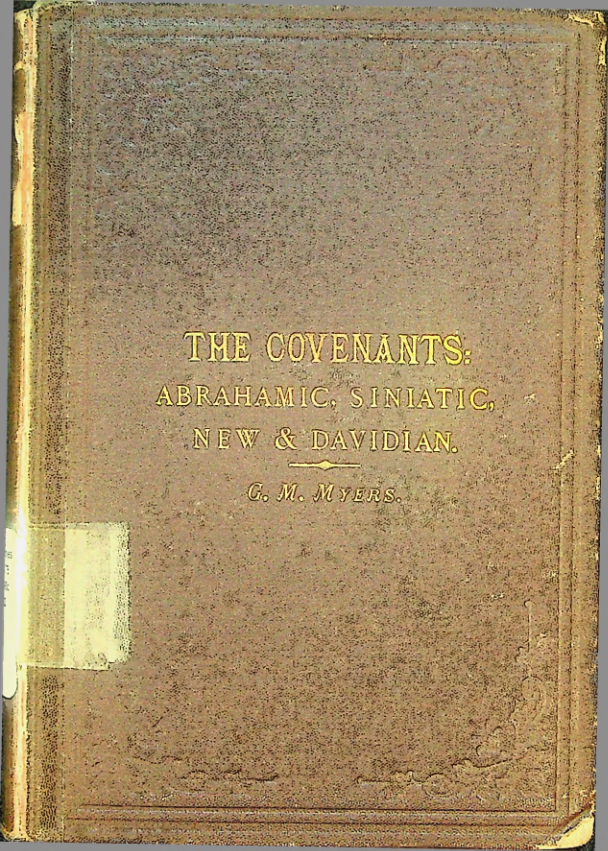 THE COVENANTS:
ABRAHAMIC, SINIATIC,
NEW & DAVIDIAN.
G. M. MYERS.